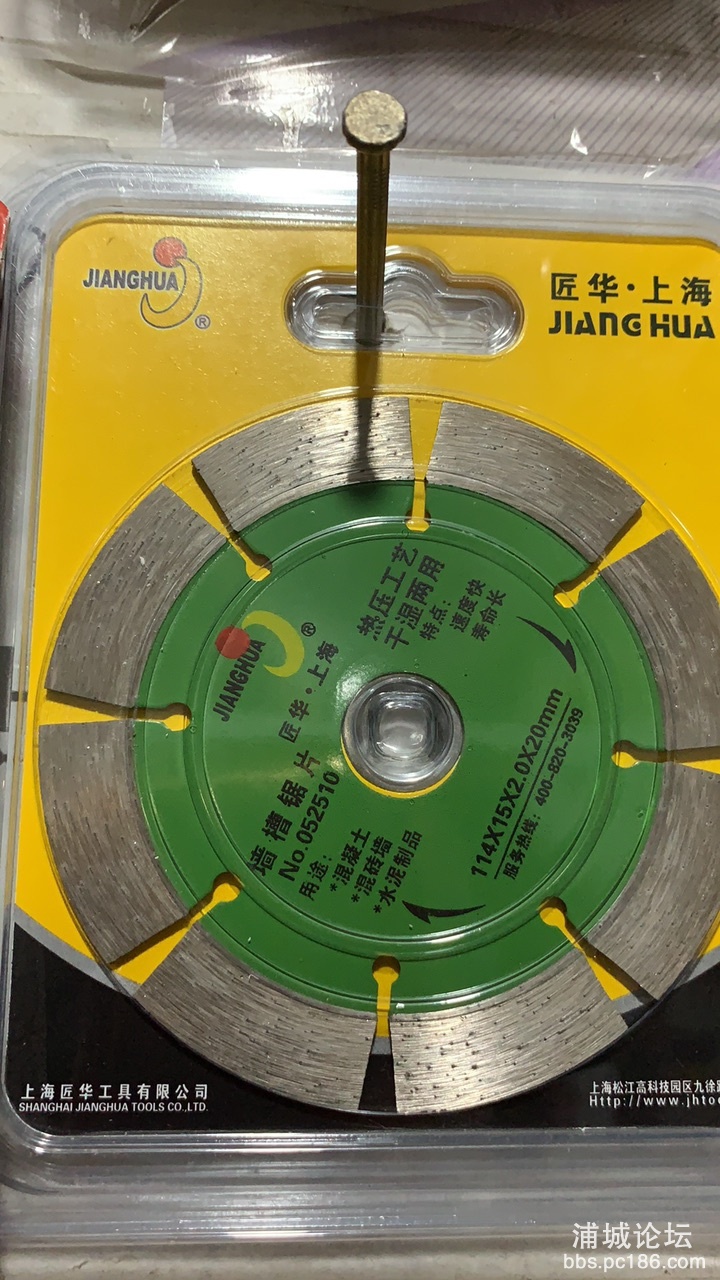 JIANGHUA
®
匠华·上海
JIANG HUA
JIANGHUA
®
匠华·上海
热压工艺
干湿两用
特点：
速度快
寿命长
墙槽锯片
No.052510
用途：
*混凝土
*混砖墙
*水泥制品
114X15X2.0X20mm
服务热线：400-820-3039
上海匠华工具有限公司
SHANGHAI JIANGHUA TOOLS CO.,LTD.
上海松江高科技园区九徐
Http://www.jhto
浦城论坛
bbs.pc186.com